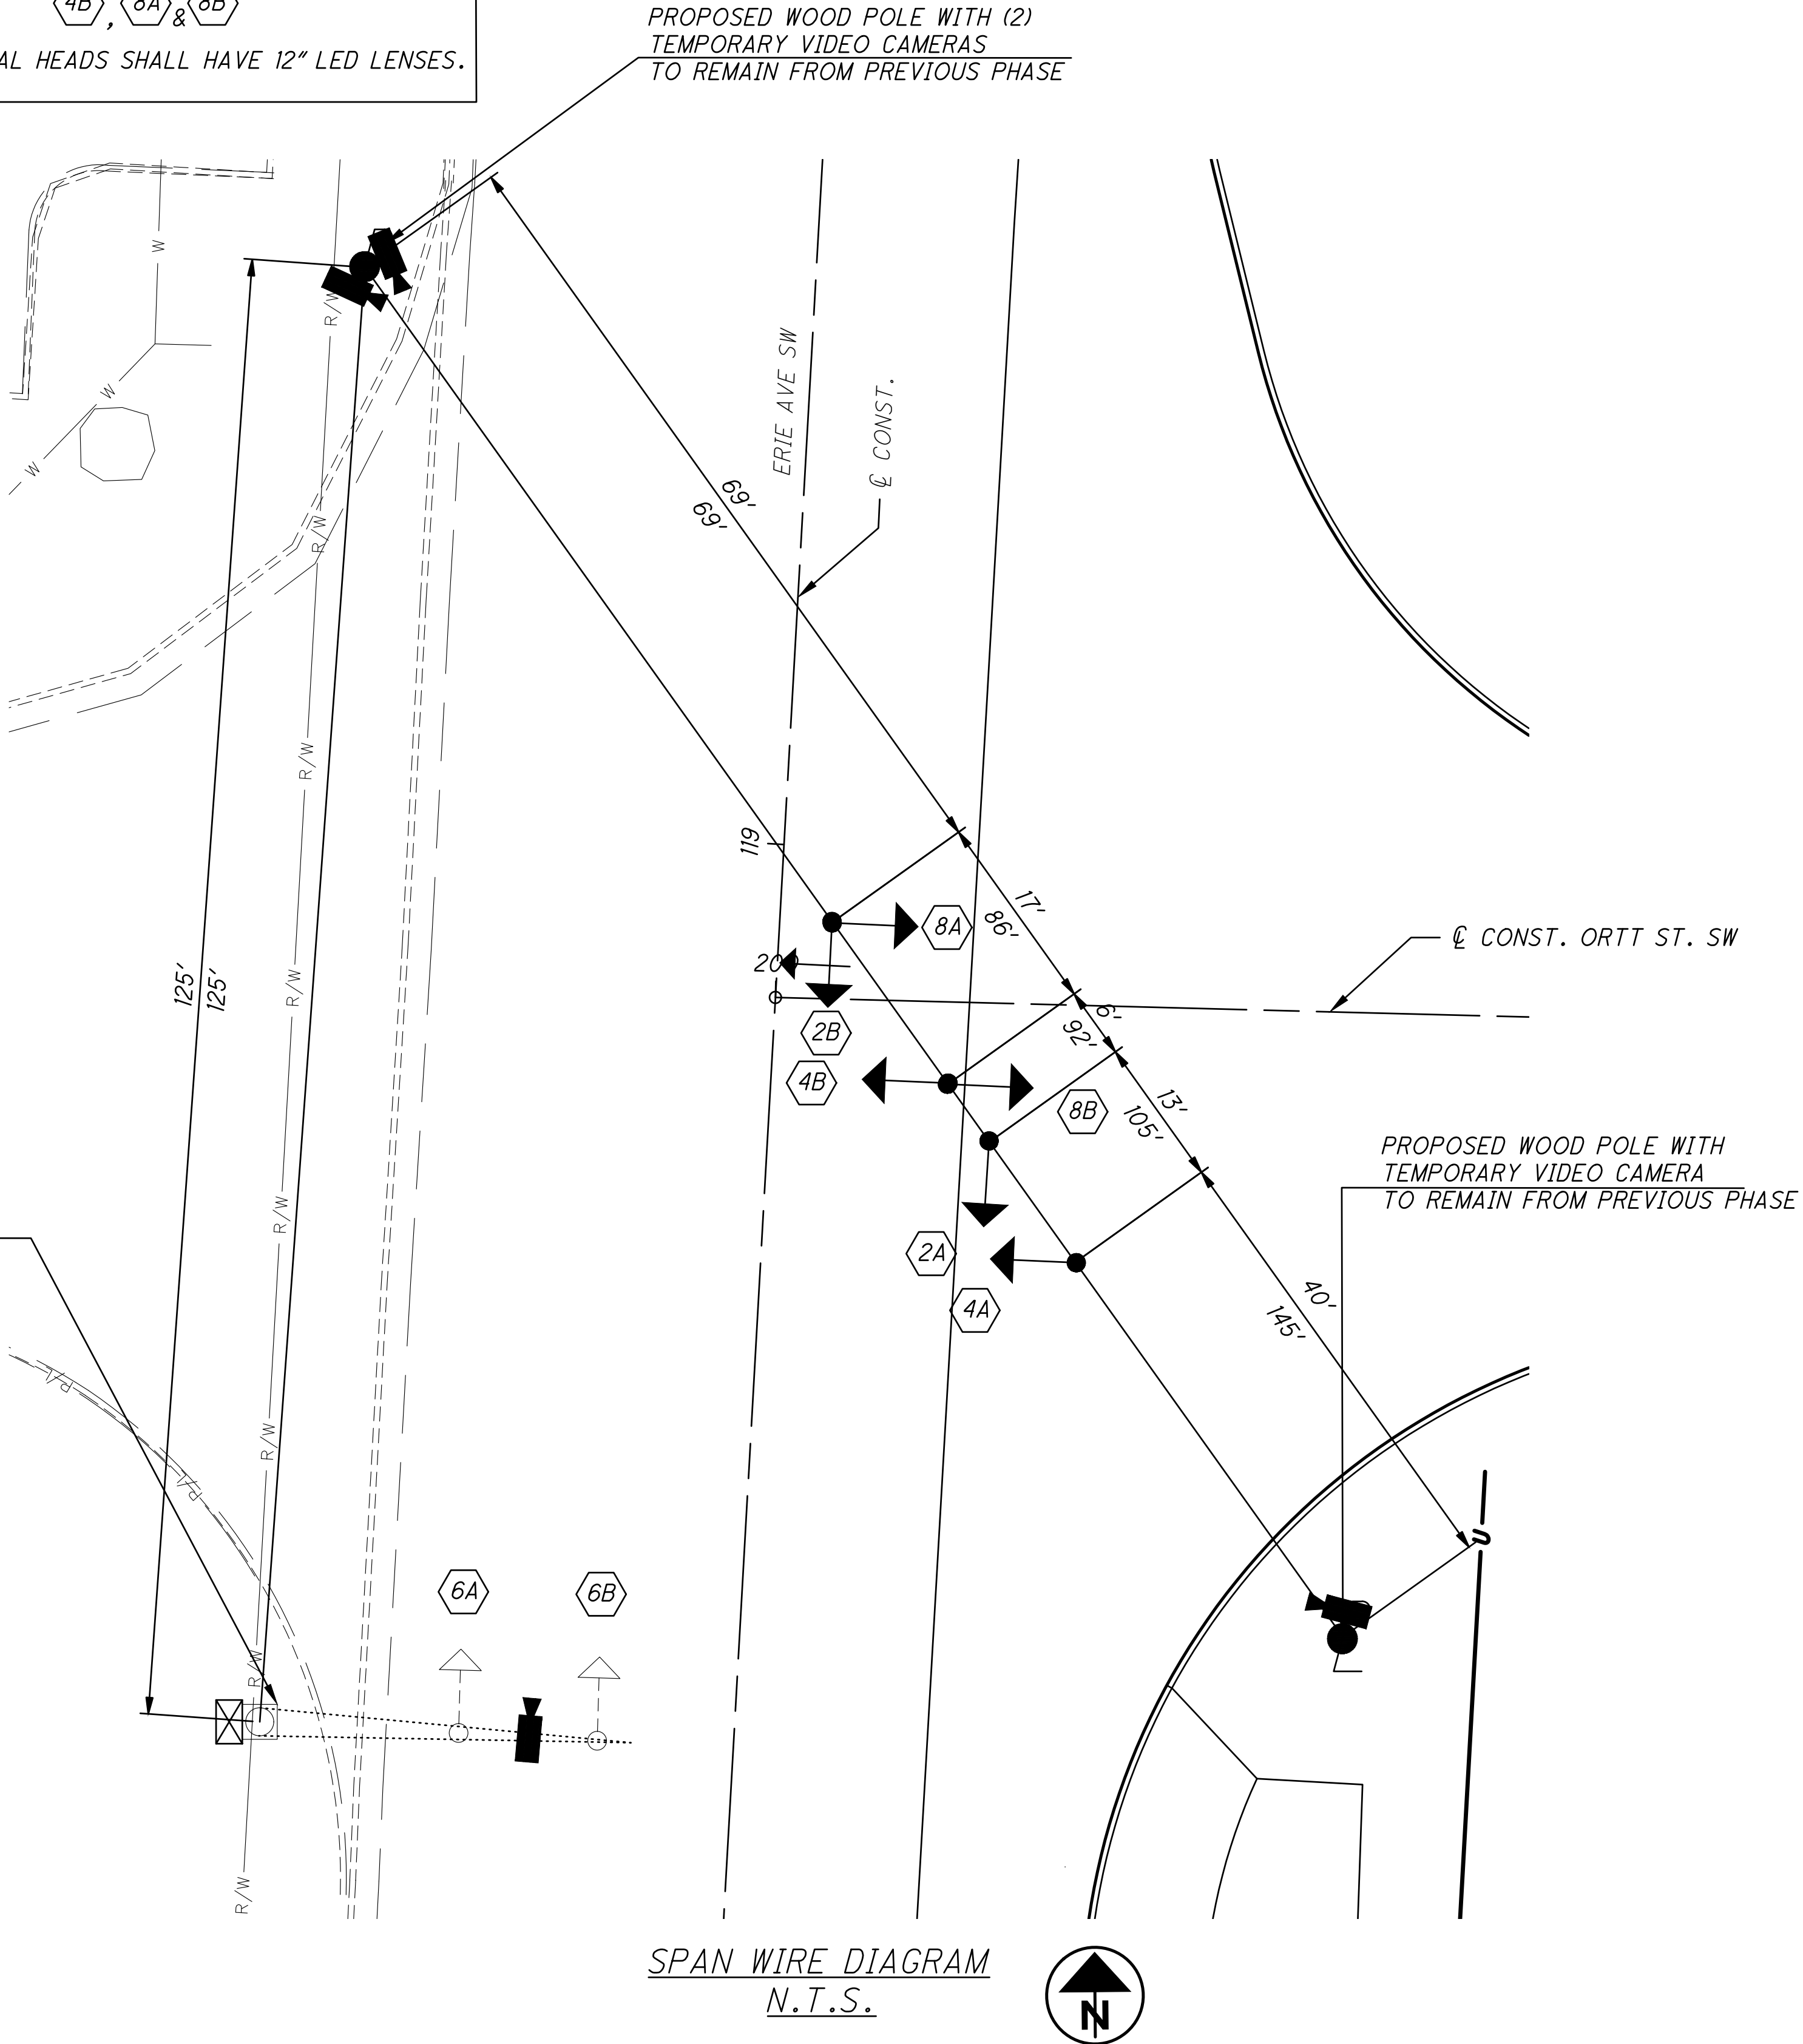 4B, 8A & 8B
AL HEADS SHALL HAVE 12" LED LENSES.
PROPOSED WOOD POLE WITH (2)
TEMPORARY VIDEO CAMERAS
TO REMAIN FROM PREVIOUS PHASE
W
R/W
W
W
ERIE AVE SW
℄ CONST.
69'
69'
R/W
R/W
119
17'
86'
8A
℄ CONST. ORTT ST. SW
20
125'
125'
R/W
6'
92'
2B
4B
8B
13'
105'
PROPOSED WOOD POLE WITH
TEMPORARY VIDEO CAMERA
TO REMAIN FROM PREVIOUS PHASE
R/W
2A
4A
40'
145'
R/W
U
6A
6B
R/W
R/W
SPAN WIRE DIAGRAM
N.T.S.
N